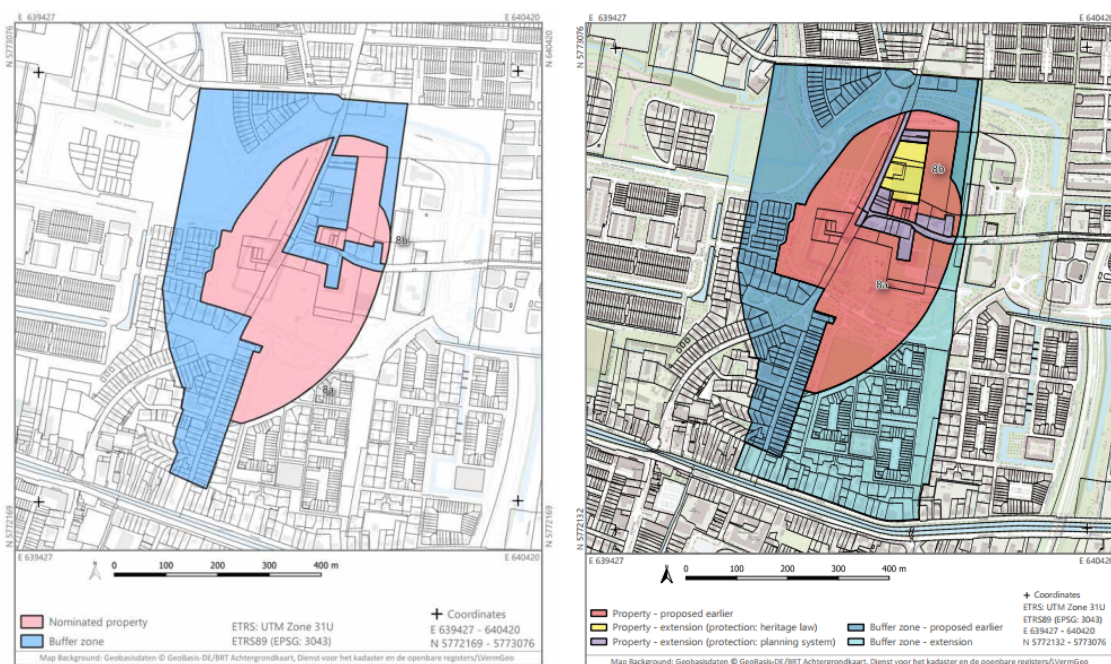 E 639427
E 640420
N 5773076
N 640420
8b
8a
N 5772169
N 5772169
E 639427
E 640420
0 100 200 300 400 m
Nominated property
Buffer zone
ETRS: UTM Zone 31U
ETRS89 (EPSG: 3043)
Coordinates
E 639427 - 640420
N 5772169 - 5773076
Map Background: Geobasisdaten © GeoBasis-DE/BRT Achtergrondkaart, Dienst voor het kadaster en de openbare registers/LVermGeo
E 639427
E 640420
N 5773076
N 640420
8b
8a
N 5772132
N 5772132
E 639427
E 640420
0 100 200 300 400 m
Property - proposed earlier
Property - extension (protection: heritage law)
Property - extension (protection: planning system)
Buffer zone - proposed earlier
Buffer zone - extension
Coordinates
ETRS: UTM Zone 31U
ETRS89 (EPSG: 3043)
E 639427 - 640420
N 5772132 - 5773076
Map Background: Geobasisdaten © GeoBasis-DE/BRT Achtergrondkaart, Dienst voor het kadaster en de openbare registers/LVermGeo